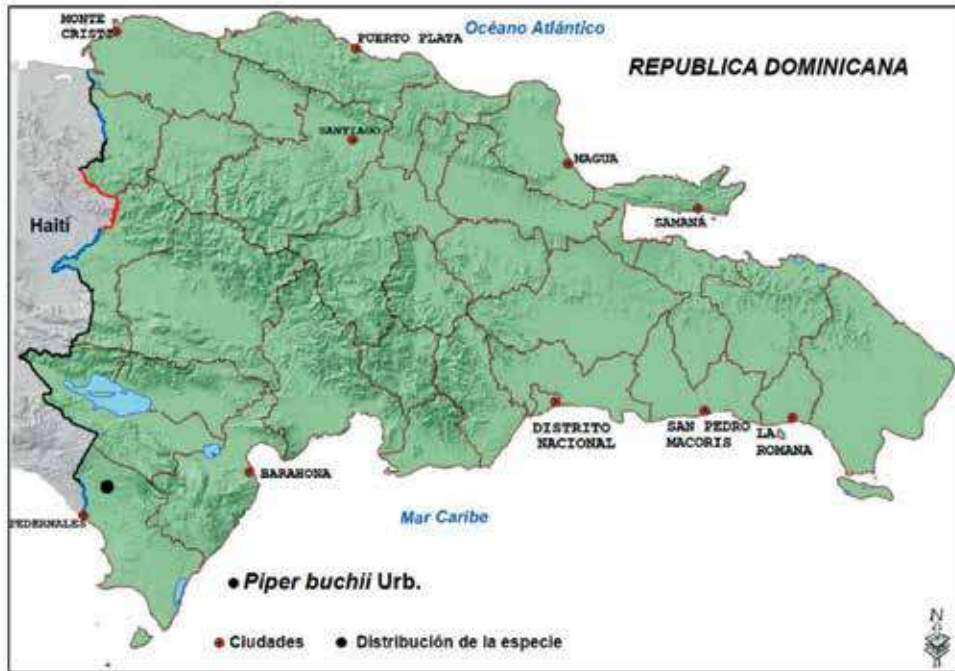 MONTE
CRISTI
PUERTO PLATA
Océano Atlántico
REPUBLICA DOMINICANA
SANTIAGO
NAGUA
SAMANÁ
Haití
DISTRITO
NACIONAL
SAN PEDRO
MACORIS
LA
ROMANA
BARAHONA
PEDERNALES
Mar Caribe
Piper buchii Urb.
Ciudades
Distribución de la especie
N